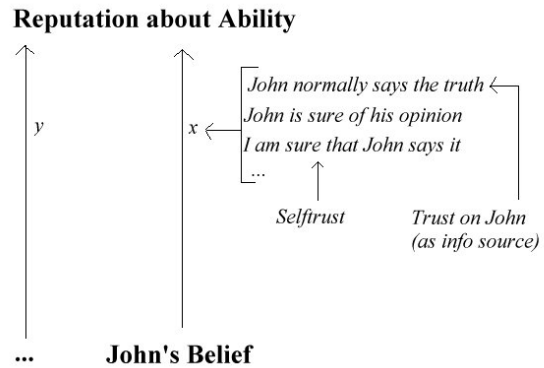 Reputation about Ability
y
x
John normally says the truth
John is sure of his opinion
I am sure that John says it
...
Selftrust
Trust on John
(as info source)
...
John's Belief